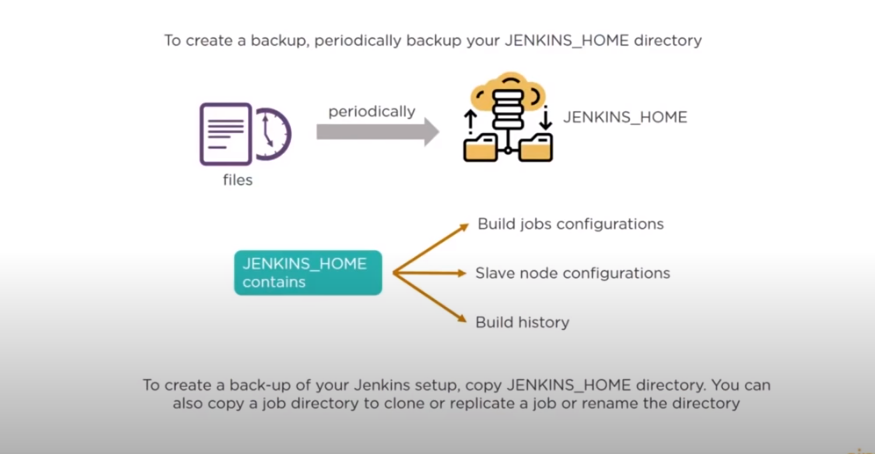 To create a backup, periodically backup your JENKINS_HOME directory
periodically
JENKINS_HOME
files
Build jobs configurations
JENKINS_HOME
contains
Slave node configurations
Build history
To create a back-up of your Jenkins setup, copy JENKINS_HOME directory. You can
also copy a job directory to clone or replicate a job or rename the directory